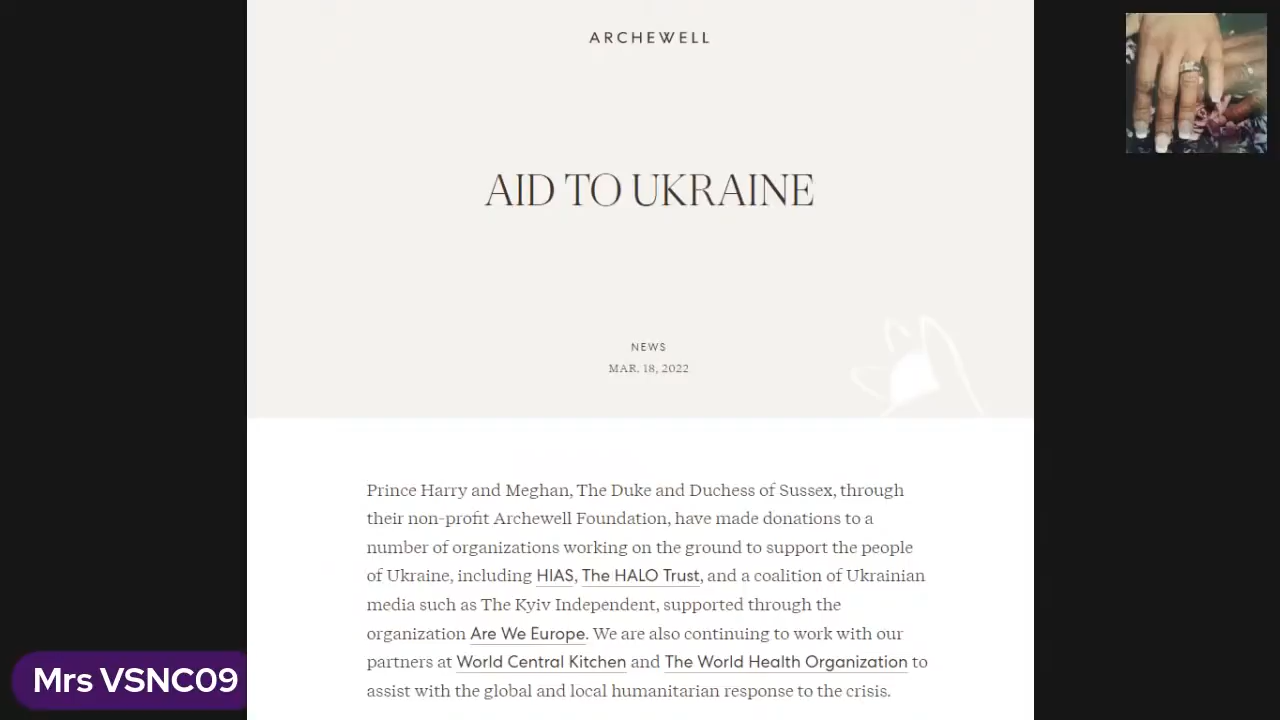 ARCHEWELL
AID TO UKRAINE
NEWS
MAR. 18, 2022
Prince Harry and Meghan, The Duke and Duchess of Sussex, through
their non-profit Archewell Foundation, have made donations to a
number of organizations working on the ground to support the people
of Ukraine, including HIAS, The HALO Trust, and a coalition of Ukrainian
media such as The Kyiv Independent, supported through the
organization Are We Europe. We are also continuing to work with our
partners at World Central Kitchen and The World Health Organization to
assist with the global and local humanitarian response to the crisis.
Mrs VSNC09